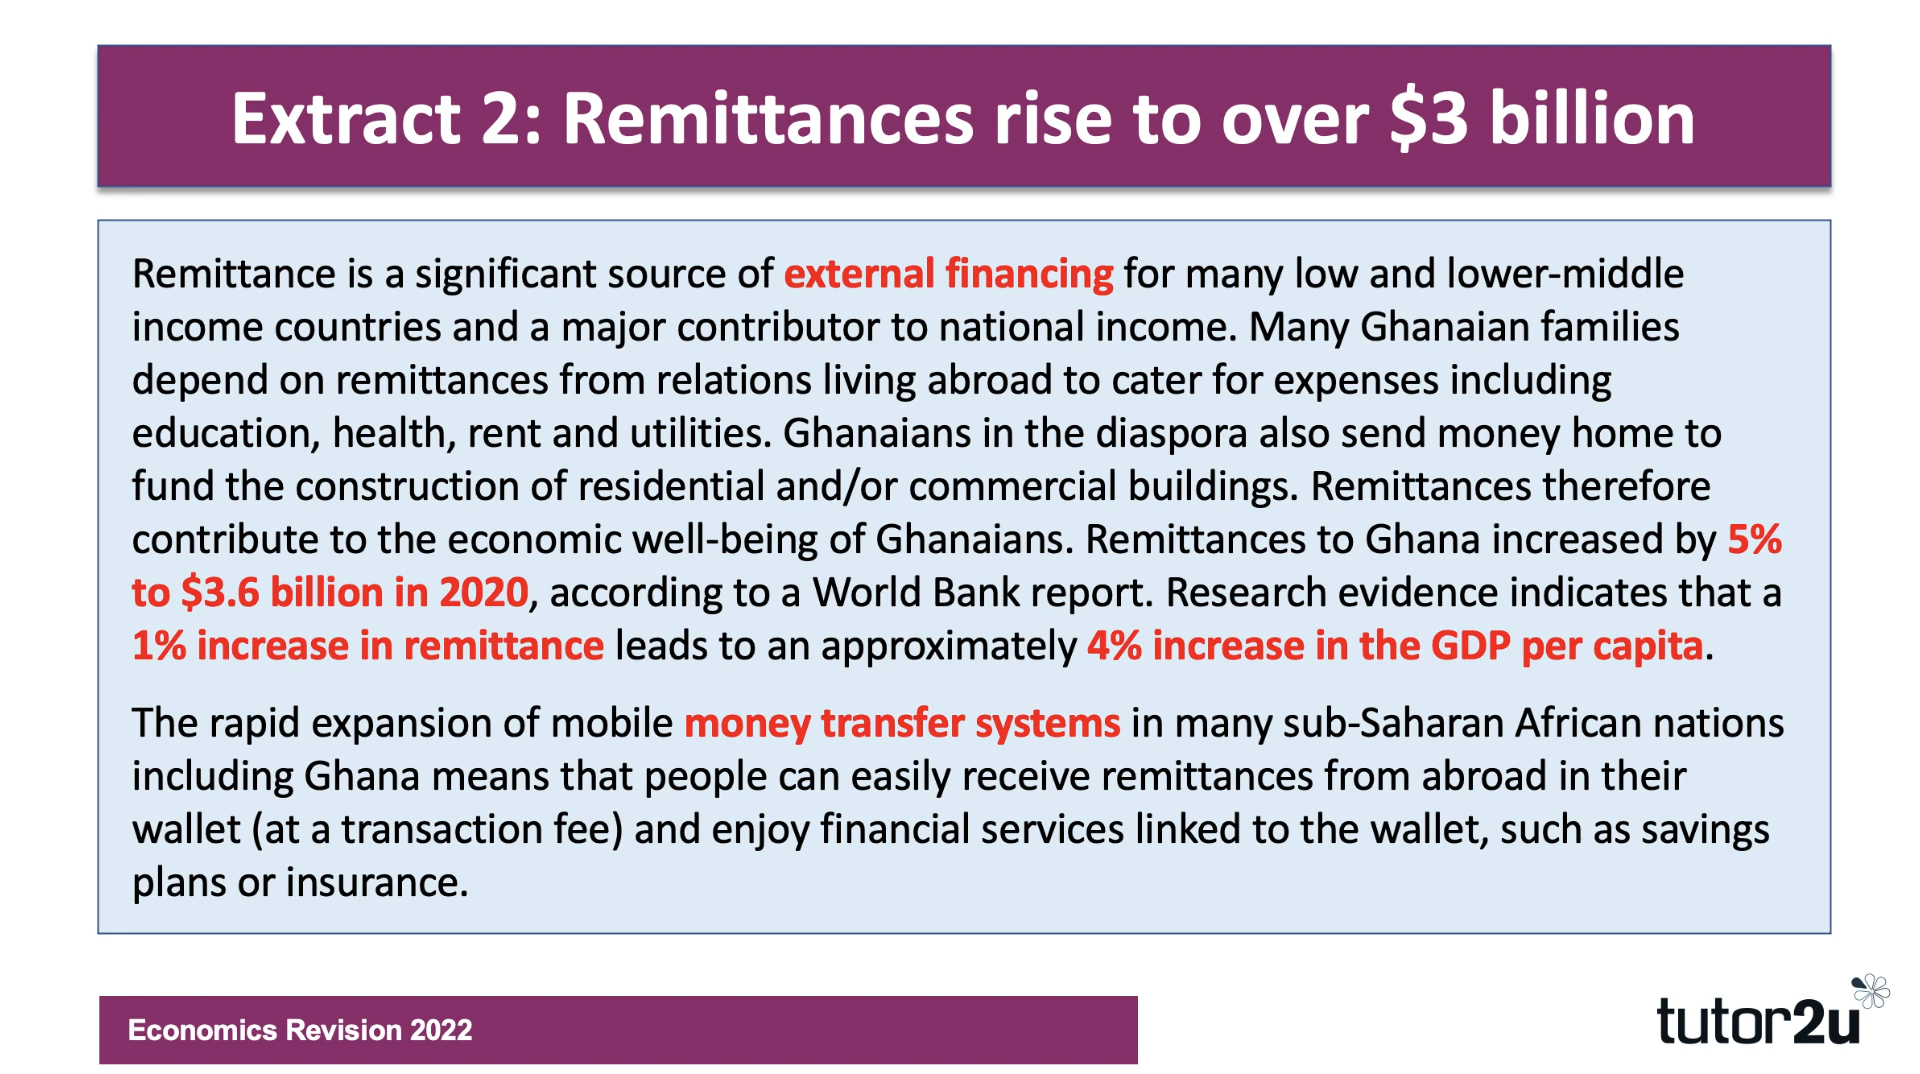 Extract 2: Remittances rise to over $3 billion
Remittance is a significant source of external financing for many low and lower-middle
income countries and a major contributor to national income. Many Ghanaian families
depend on remittances from relations living abroad to cater for expenses including
education, health, rent and utilities. Ghanaians in the diaspora also send money home to
fund the construction of residential and/or commercial buildings. Remittances therefore
contribute to the economic well-being of Ghanaians. Remittances to Ghana increased by 5%
to $3.6 billion in 2020, according to a World Bank report. Research evidence indicates that a
1% increase in remittance leads to an approximately 4% increase in the GDP per capita.
The rapid expansion of mobile money transfer systems in many sub-Saharan African nations
including Ghana means that people can easily receive remittances from abroad in their
wallet (at a transaction fee) and enjoy financial services linked to the wallet, such as savings
plans or insurance.
Economics Revision 2022
tutor2u